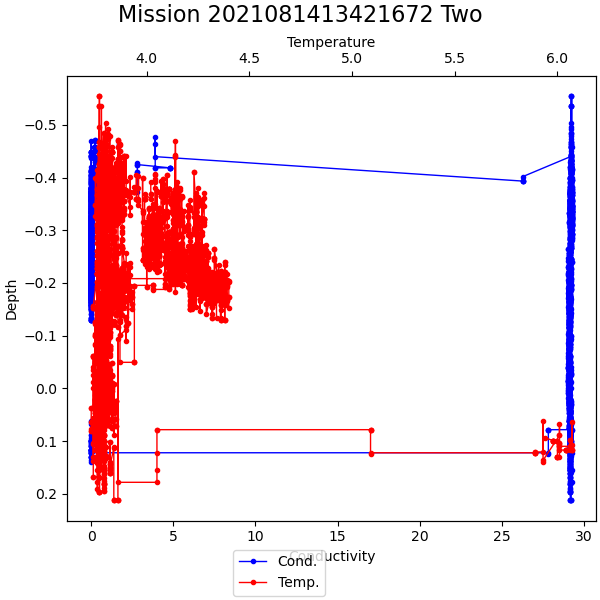 Mission 2021081413421672 Two
Temperature
4.0 4.5 5.0 5.5 6.0
−0.5
−0.4
−0.3
−0.2
−0.1
0.0
0.1
0.2
Depth
0 5 10 15 20 25 30
Conductivity
Cond.
Temp.